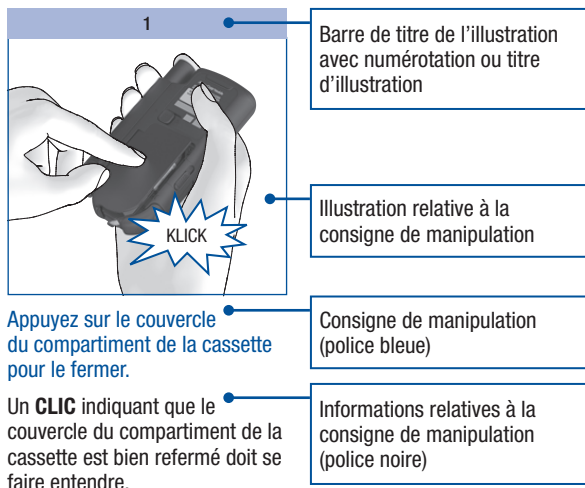 1
Barre de titre de l’illustration
avec numérotation ou titre
d’illustration
KLICK
Illustration relative à la
consigne de manipulation
Appuyez sur le couvercle
du compartiment de la cassette
pour le fermer.
Consigne de manipulation
(police bleue)
Un CLIC indiquant que le
couvercle du compartiment de la
cassette est bien refermé doit se
faire entendre.
Informations relatives à la
consigne de manipulation
(police noire)